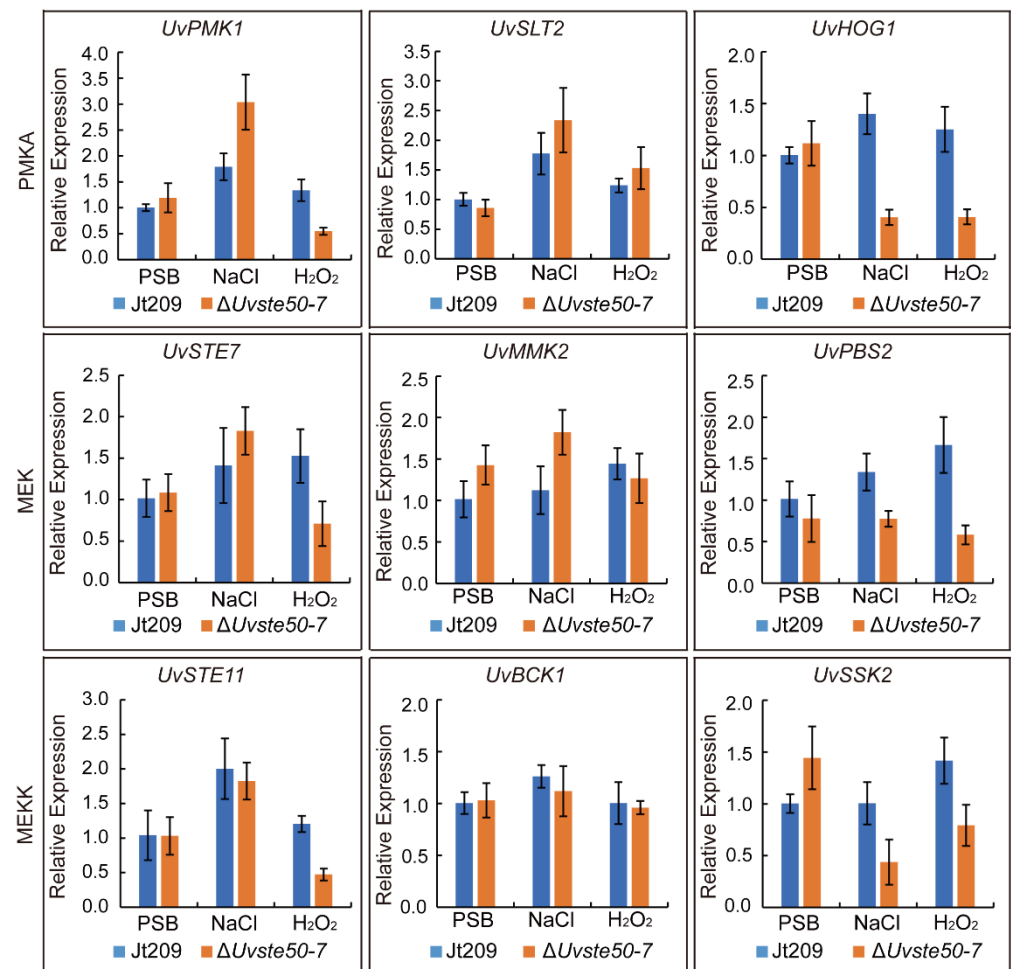 PMKA
UvPMK1
Relative Expression
4.0
3.5
3.0
2.5
2.0
1.5
1.0
0.5
0.0
PSB NaCl H₂O₂
Jt209 ΔUvste50-7
UvSLT2
Relative Expression
3.5
3.0
2.5
2.0
1.5
1.0
0.5
0.0
PSB NaCl H₂O₂
Jt209 ΔUvste50-7
UvHOG1
Relative Expression
2.0
1.5
1.0
0.5
0.0
PSB NaCl H₂O₂
Jt209 ΔUvste50-7
MEK
UvSTE7
Relative Expression
2.5
2.0
1.5
1.0
0.5
0.0
PSB NaCl H₂O₂
Jt209 ΔUvste50-7
UvMMK2
Relative Expression
2.5
2.0
1.5
1.0
0.5
0.0
PSB NaCl H₂O₂
Jt209 ΔUvste50-7
UvPBS2
Relative Expression
2.5
2.0
1.5
1.0
0.5
0.0
PSB NaCl H₂O₂
Jt209 ΔUvste50-7
MEKK
UvSTE11
Relative Expression
3.0
2.5
2.0
1.5
1.0
0.5
0.0
PSB NaCl H₂O₂
Jt209 ΔUvste50-7
UvBCK1
Relative Expression
2.0
1.5
1.0
0.5
0.0
PSB NaCl H₂O₂
Jt209 ΔUvste50-7
UvSSK2
Relative Expression
2.0
1.5
1.0
0.5
0.0
PSB NaCl H₂O₂
Jt209 ΔUvste50-7